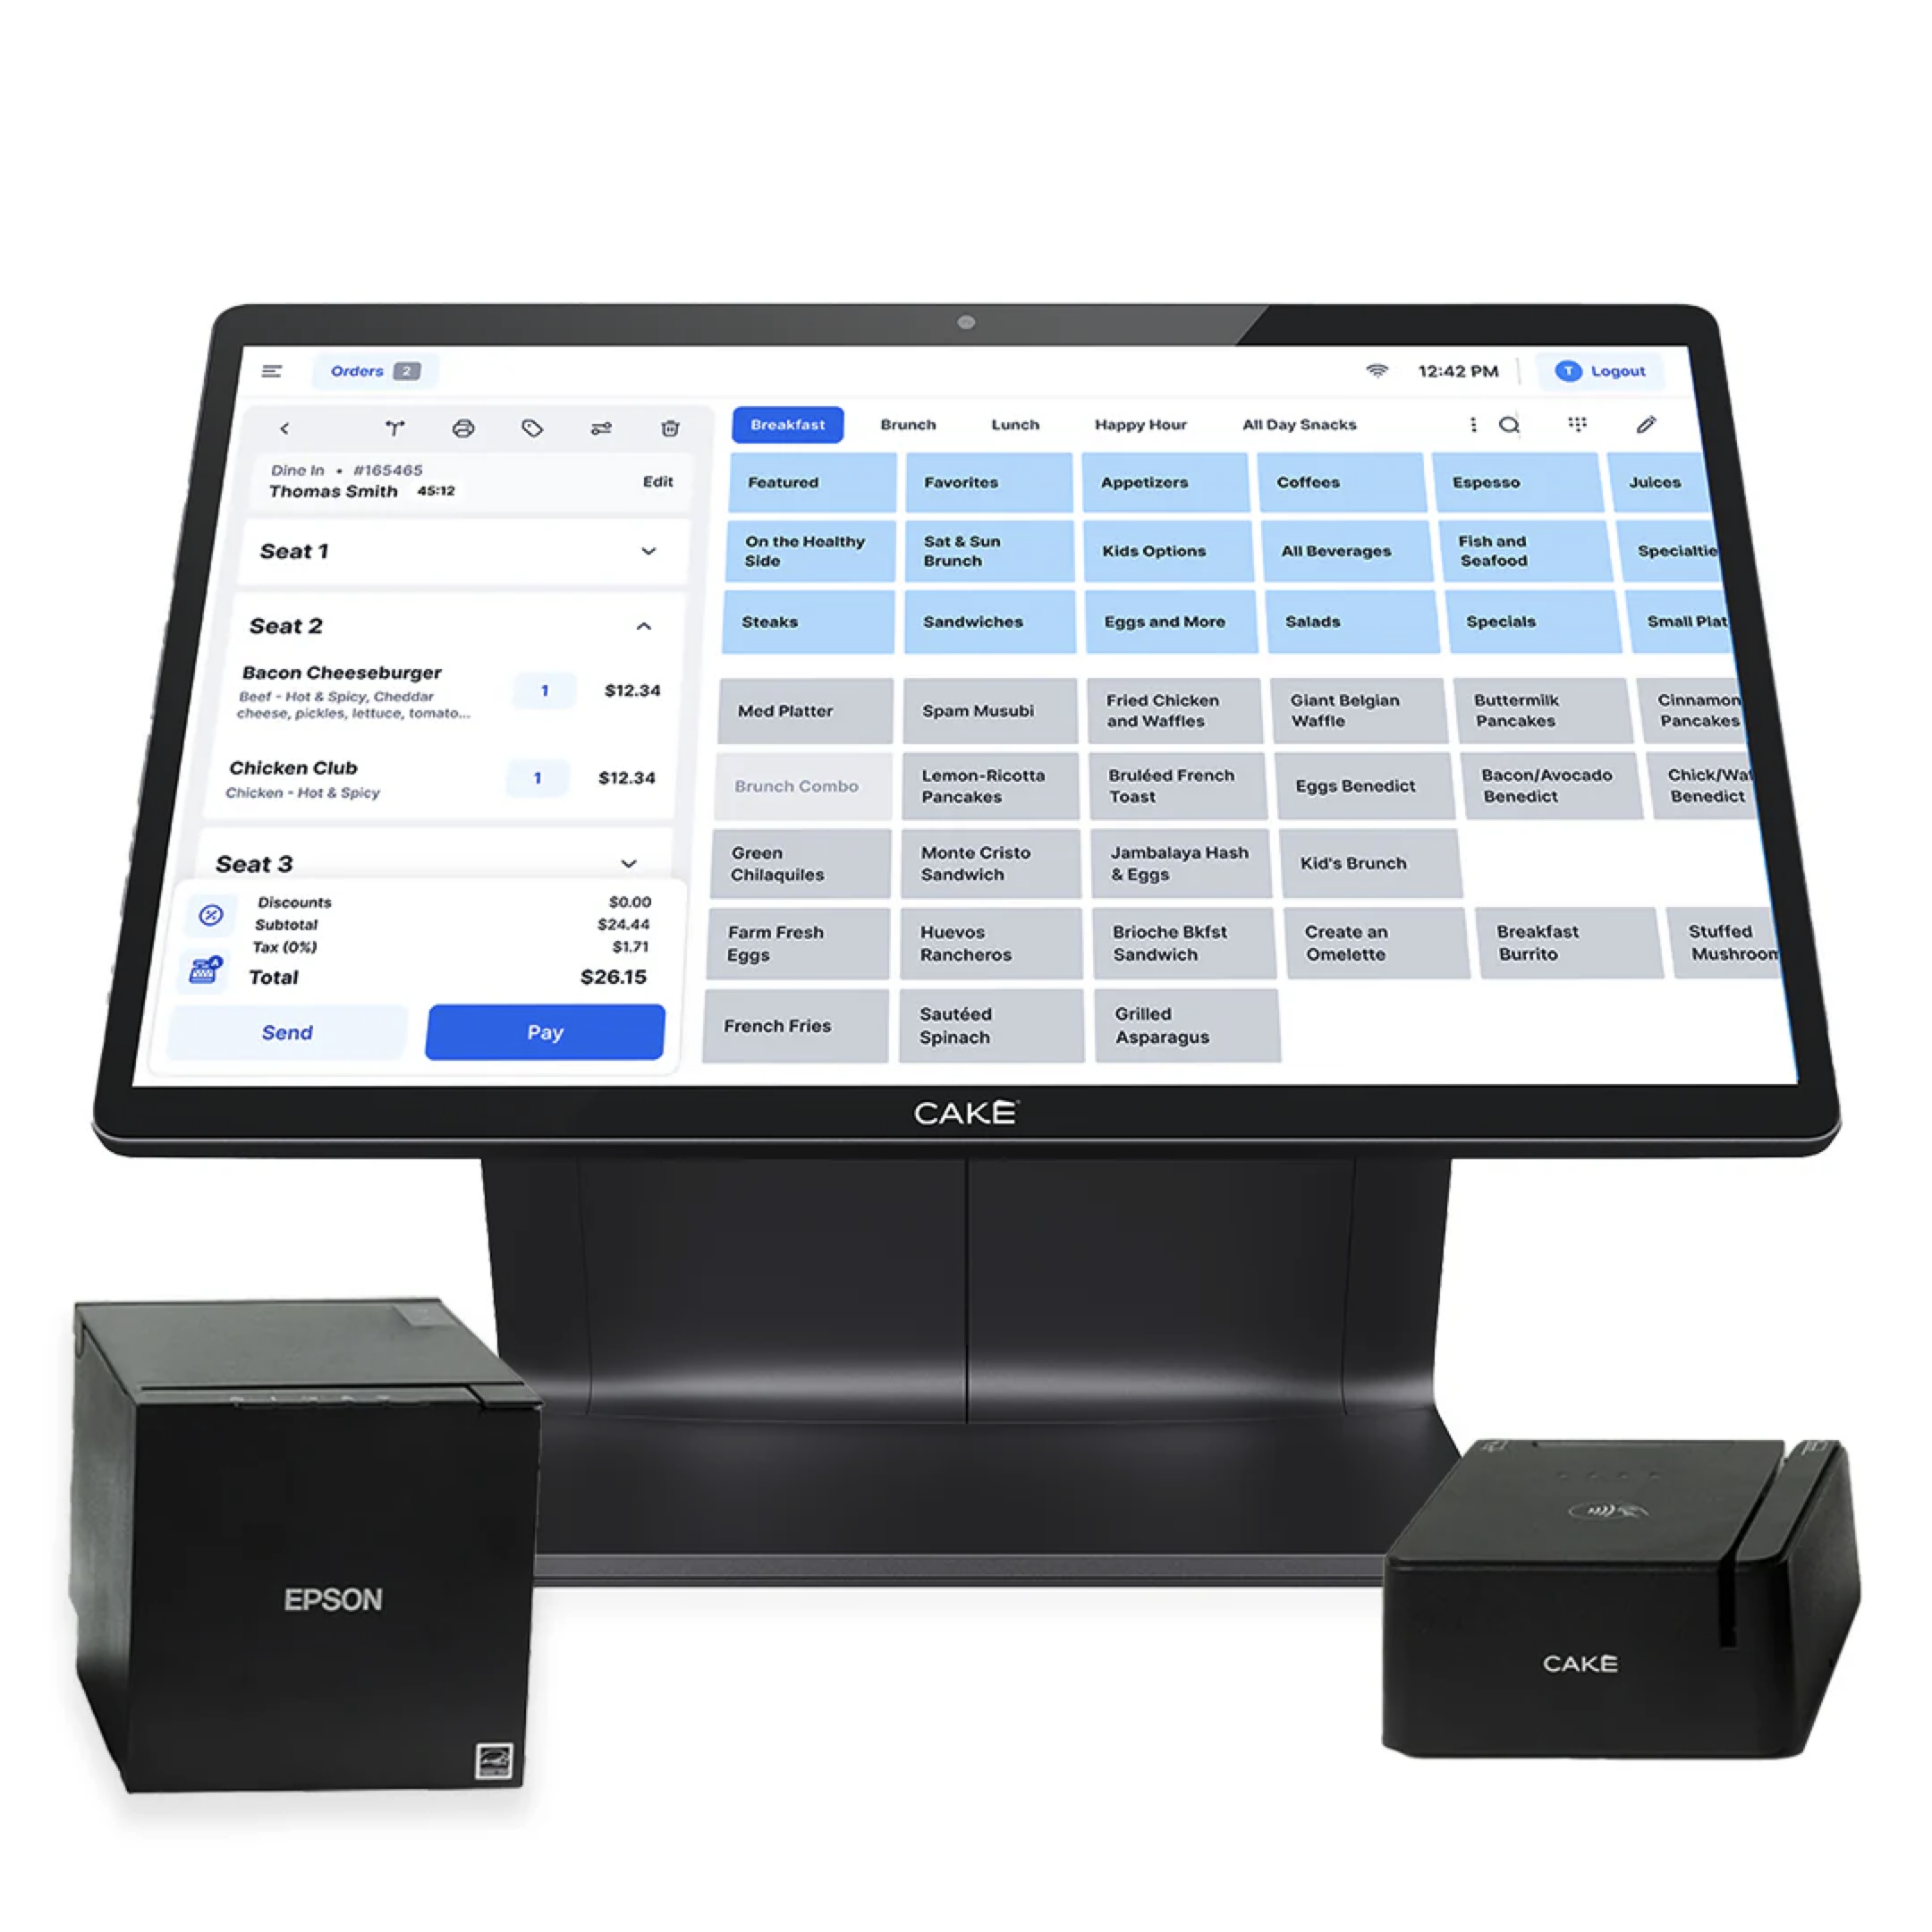 Orders 2
12:42 PM
T Logout
Dine In • #165465
Thomas Smith 45:12
Edit
Seat 1
Seat 2
Bacon Cheeseburger
Beef - Hot & Spicy, Cheddar
cheese, pickles, lettuce, tomato...
1
$12.34
Chicken Club
Chicken - Hot & Spicy
1
$12.34
Seat 3
Discounts $0.00
Subtotal $24.44
Tax (0%) $1.71
Total $26.15
Send
Pay
Breakfast
Brunch
Lunch
Happy Hour
All Day Snacks
Featured
Favorites
Appetizers
Coffees
Espesso
Juices
On the Healthy
Side
Sat & Sun
Brunch
Kids Options
All Beverages
Fish and
Seafood
Specialtie
Steaks
Sandwiches
Eggs and More
Salads
Specials
Small Plat
Med Platter
Spam Musubi
Fried Chicken
and Waffles
Giant Belgian
Waffle
Buttermilk
Pancakes
Cinnamon
Pancakes
Brunch Combo
Lemon-Ricotta
Pancakes
Bruléed French
Toast
Eggs Benedict
Bacon/Avocado
Benedict
Chick/Waf
Benedict
Green
Chilaquiles
Monte Cristo
Sandwich
Jambalaya Hash
& Eggs
Kid's Brunch
Farm Fresh
Eggs
Huevos
Rancheros
Brioche Bkfst
Sandwich
Create an
Omelette
Breakfast
Burrito
Stuffed
Mushroom
French Fries
Sautéed
Spinach
Grilled
Asparagus
CAKE
EPSON
CAKE